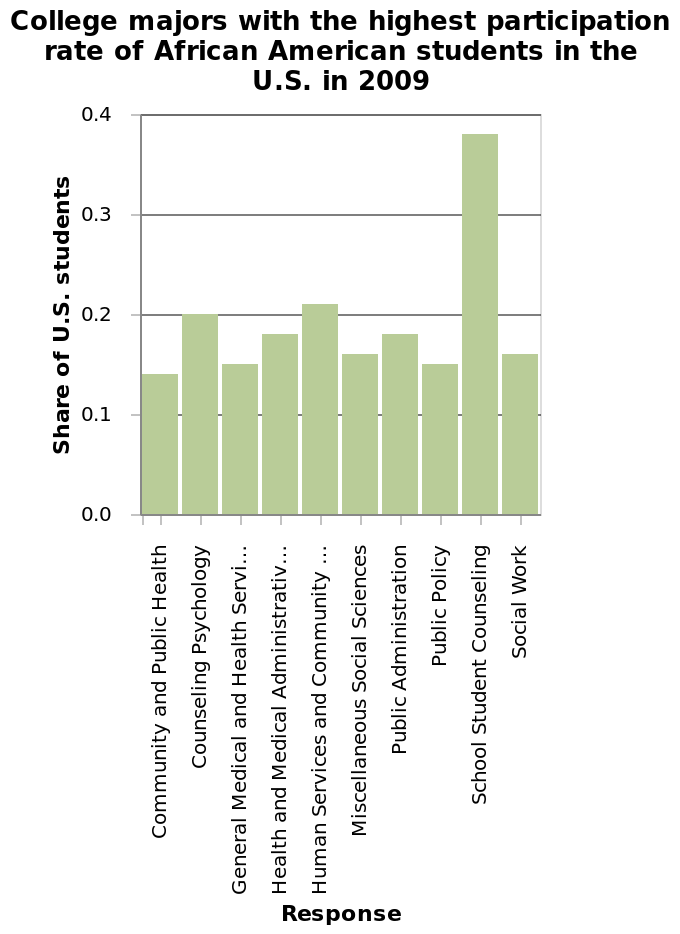 College majors with the highest participation
rate of African American students in the
U.S. in 2009
Share of U.S. students
0.4
0.3
0.2
0.1
0.0
Community and Public Health
Counseling Psychology
General Medical and Health Servi...
Health and Medical Administrativ...
Human Services and Community ...
Miscellaneous Social Sciences
Public Administration
Public Policy
School Student Counseling
Social Work
Response